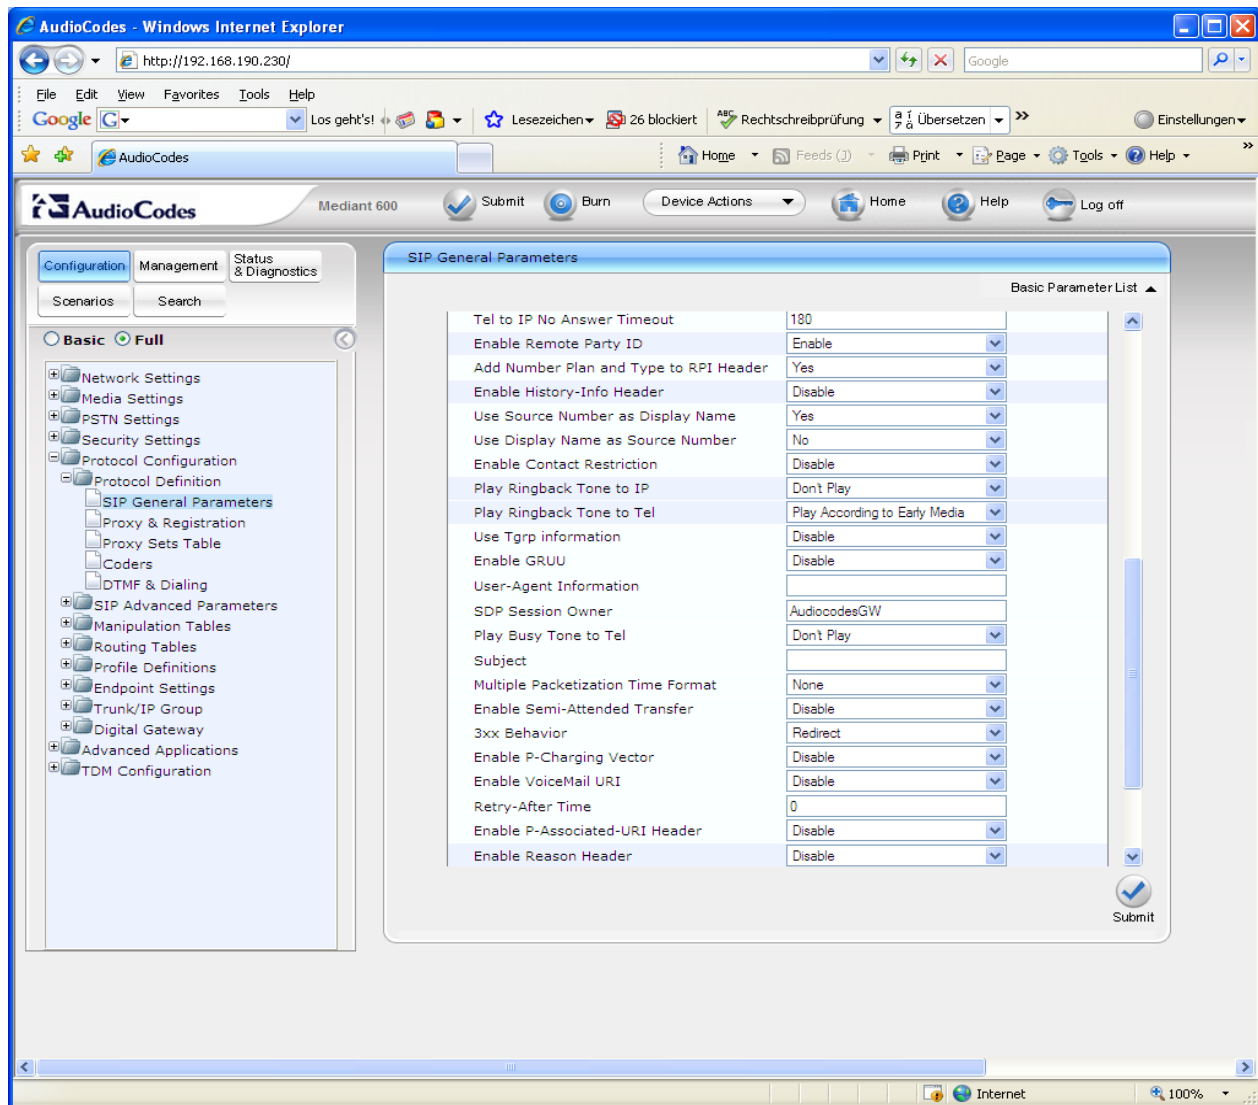 AudioCodes - Windows Internet Explorer
http://192.168.190.230/
Google
File Edit View Favorites Tools Help
Google G Los geht's! Lesezeichen 26 blockiert ABC Rechtschreibprüfung Übersetzen Einstellungen
AudioCodes Home Feeds (J) Print Page Tools Help
AudioCodes Mediant 600 Submit Burn Device Actions Home Help Log off
Configuration Management Status & Diagnostics
Scenarios Search
Basic Full
Network Settings
Media Settings
PSTN Settings
Security Settings
Protocol Configuration
Protocol Definition
SIP General Parameters
Proxy & Registration
Proxy Sets Table
Coders
DTMF & Dialing
SIP Advanced Parameters
Manipulation Tables
Routing Tables
Profile Definitions
Endpoint Settings
Trunk/IP Group
Digital Gateway
Advanced Applications
TDM Configuration
SIP General Parameters
Basic Parameter List
Tel to IP No Answer Timeout 180
Enable Remote Party ID Enable
Add Number Plan and Type to RPI Header Yes
Enable History-Info Header Disable
Use Source Number as Display Name Yes
Use Display Name as Source Number No
Enable Contact Restriction Disable
Play Ringback Tone to IP Don't Play
Play Ringback Tone to Tel Play According to Early Media
Use Tgrp information Disable
Enable GRUU Disable
User-Agent Information
SDP Session Owner AudiocodesGW
Play Busy Tone to Tel Don't Play
Subject
Multiple Packetization Time Format None
Enable Semi-Attended Transfer Disable
3xx Behavior Redirect
Enable P-Charging Vector Disable
Enable VoiceMail URI Disable
Retry-After Time 0
Enable P-Associated-URI Header Disable
Enable Reason Header Disable
Submit
Internet 100%